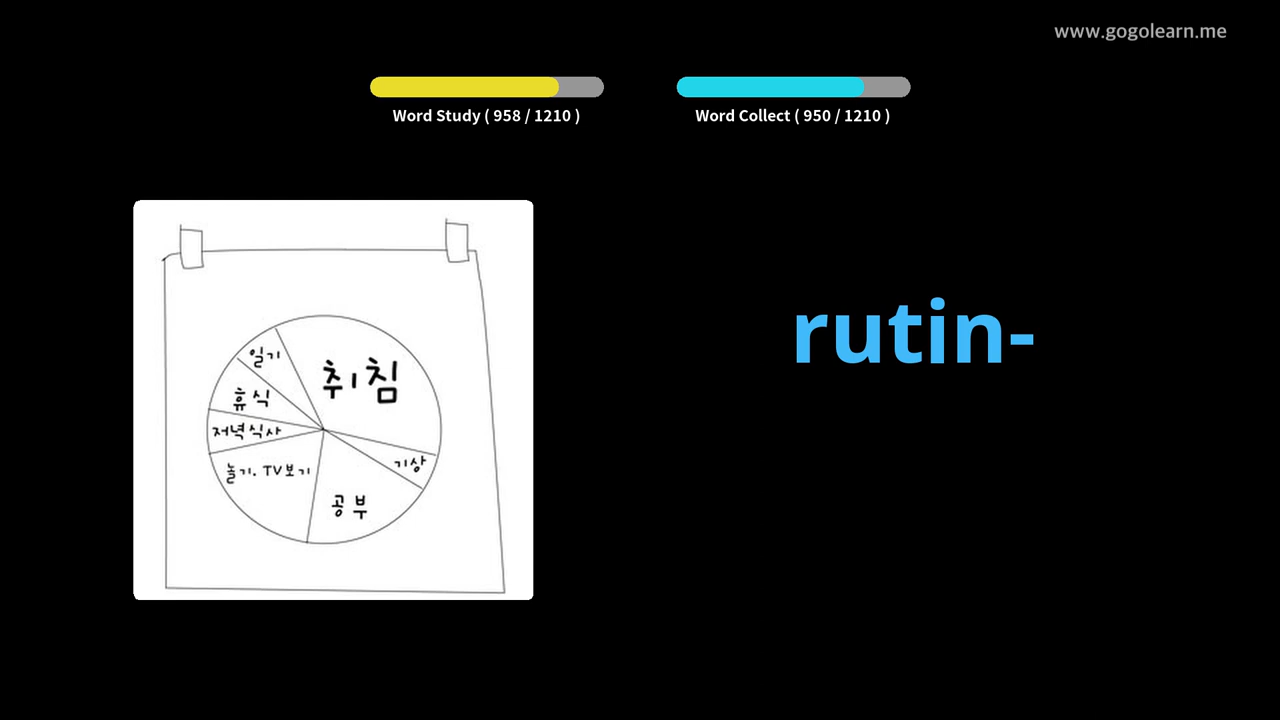 www.gogolearn.me
Word Study ( 958 / 1210 )
Word Collect ( 950 / 1210 )
rutin-
일기
취침
휴식
저녁식사
기상
놀기. TV보기
공부